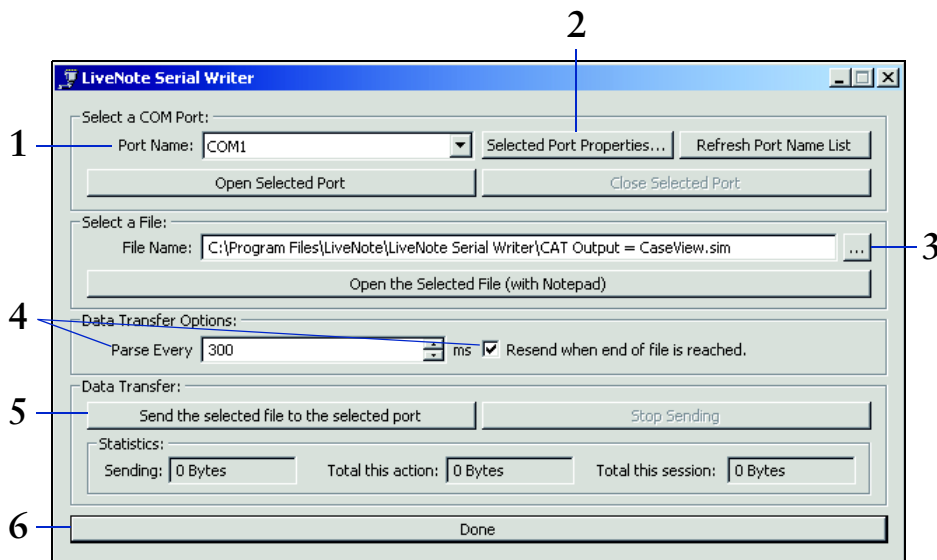 2
LiveNote Serial Writer
Select a COM Port:
1
Port Name: COM1 Selected Port Properties... Refresh Port Name List
Open Selected Port Close Selected Port
Select a File:
File Name: C:\Program Files\LiveNote\LiveNote Serial Writer\CAT Output = CaseView.sim ... 3
Open the Selected File (with Notepad)
4
Data Transfer Options:
Parse Every 300 ms Resend when end of file is reached.
Data Transfer:
5 Send the selected file to the selected port Stop Sending
Statistics:
Sending: 0 Bytes Total this action: 0 Bytes Total this session: 0 Bytes
6 Done